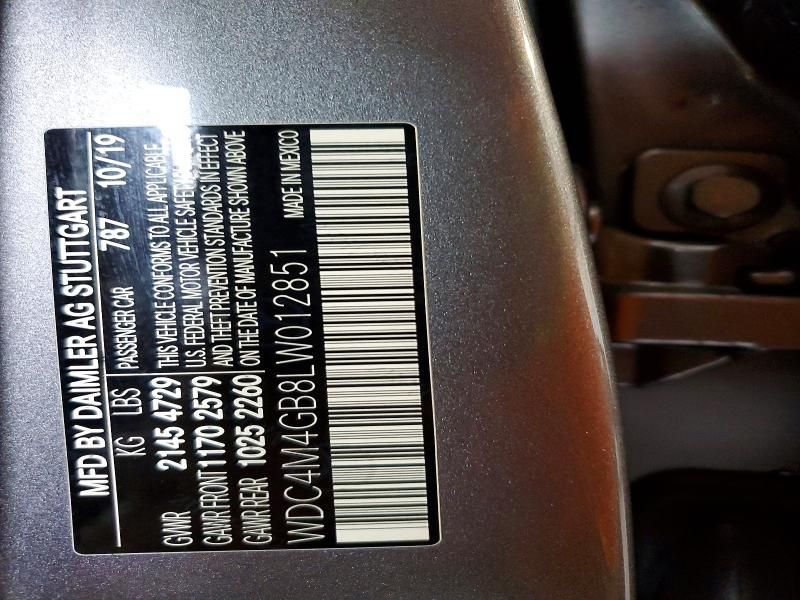 MFD BY DAIMLER AG STUTTGART
KG LBS PASSENGER CAR 787 10/19
GVWR 2145 4729 THIS VEHICLE CONFORMS TO ALL APPLICABLE
GAWR FRONT 1170 2579 U.S. FEDERAL MOTOR VEHICLE SAFETY
GAWR REAR 1025 2260 AND THEFT PREVENTION STANDARDS IN EFFECT
ON THE DATE OF MANUFACTURE SHOWN ABOVE
WDC4M4GB8LW012851 MADE IN MEXICO